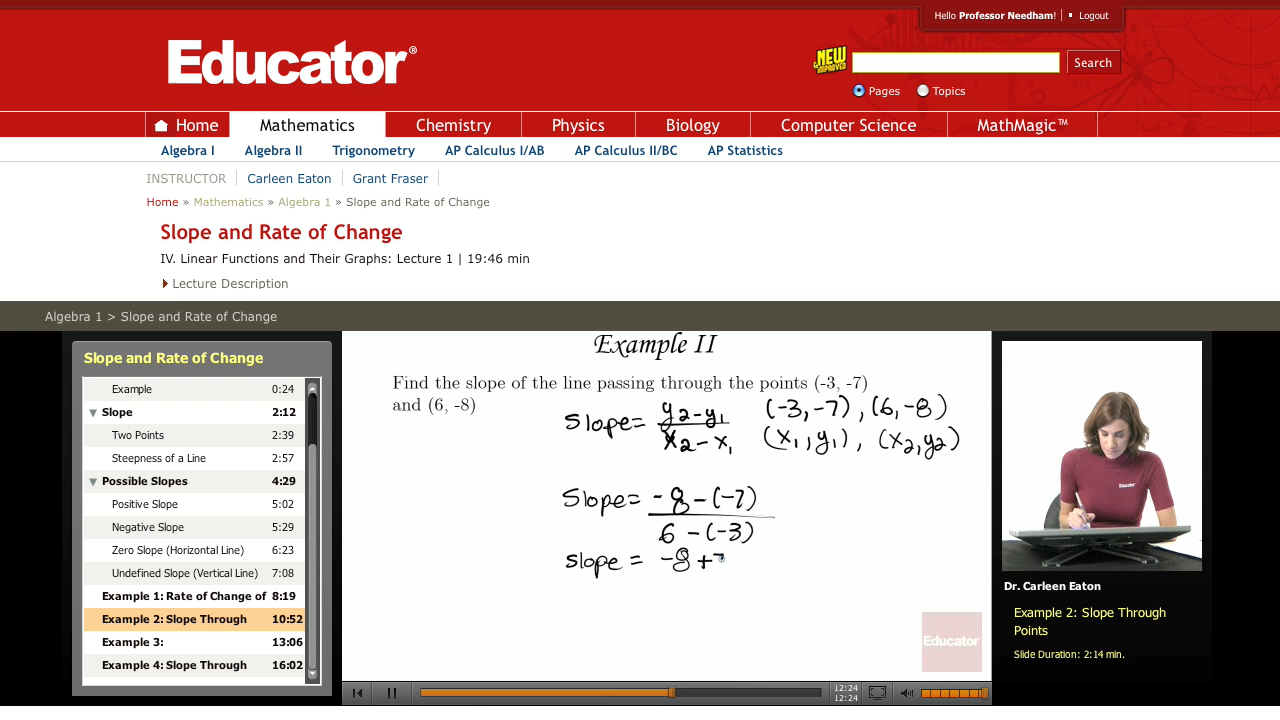 Hello Professor Needham! Logout
Educator®
NEW
& IMPROVED
Search
Pages Topics
Home Mathematics Chemistry Physics Biology Computer Science MathMagic™
Algebra I Algebra II Trigonometry AP Calculus I/AB AP Calculus II/BC AP Statistics
INSTRUCTOR Carleen Eaton Grant Fraser
Home » Mathematics » Algebra 1 » Slope and Rate of Change
Slope and Rate of Change
IV. Linear Functions and Their Graphs: Lecture 1 | 19:46 min
Lecture Description
Algebra 1 > Slope and Rate of Change
Slope and Rate of Change
Example 0:24
Slope 2:12
Two Points 2:39
Steepness of a Line 2:57
Possible Slopes 4:29
Positive Slope 5:02
Negative Slope 5:29
Zero Slope (Horizontal Line) 6:23
Undefined Slope (Vertical Line) 7:08
Example 1: Rate of Change of 8:19
Example 2: Slope Through 10:52
Example 3: 13:06
Example 4: Slope Through 16:02
Example II
Find the slope of the line passing through the points (-3, -7)
and (6, -8)
Slope = y2 - y1 / x2 - x1 (-3, -7), (6, -8)
(x1, y1), (x2, y2)
Slope = -8 - (-7) / 6 - (-3)
slope = -8 + 7
Educator
12:24
12:24
Educator
Dr. Carleen Eaton
Example 2: Slope Through
Points
Slide Duration: 2:14 min.